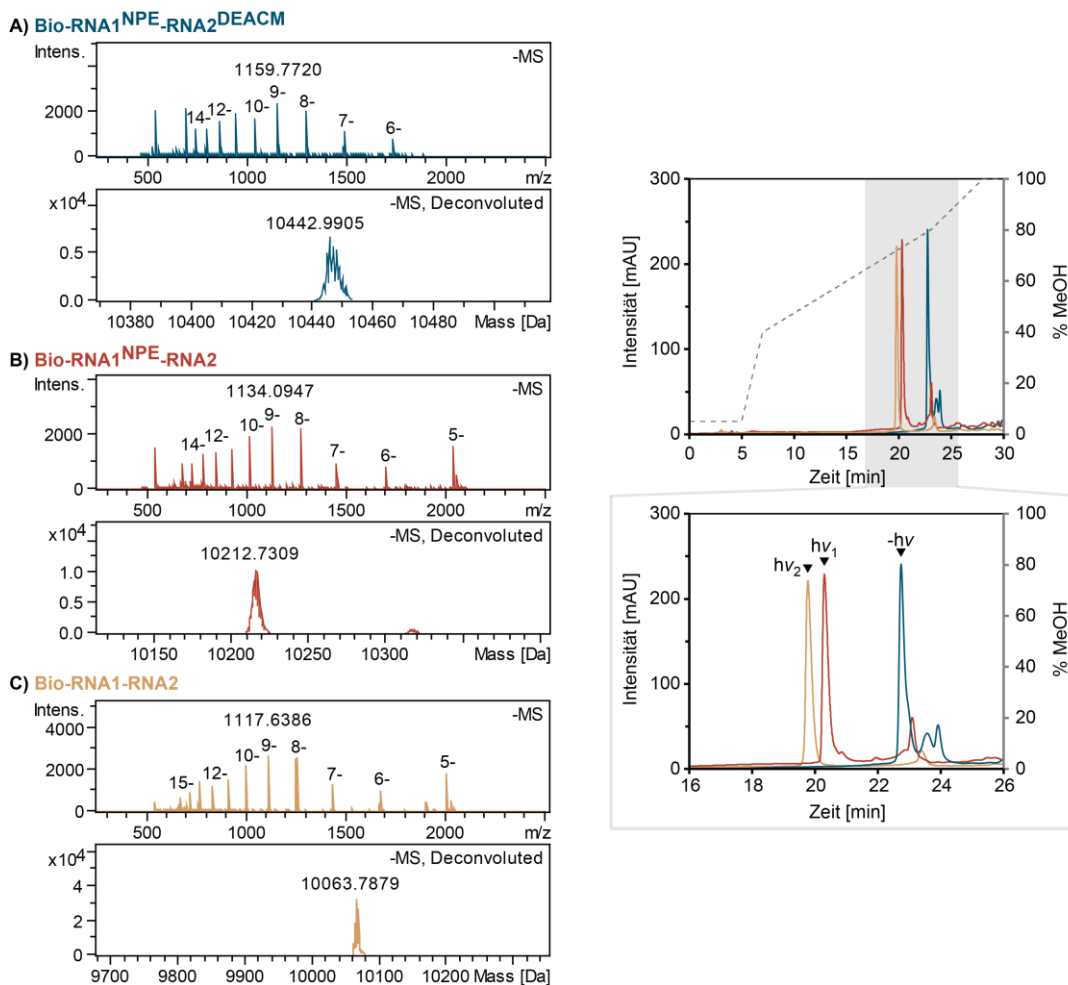 A) Bio-RNA1NPE-RNA2DEACM
Intens.
-MS
1159.7720
14- 12- 10- 9- 8- 7- 6-
2000
0
500 1000 1500 2000 m/z
x10⁴
-MS, Deconvoluted
10442.9905
0.5
0.0
10380 10400 10420 10440 10460 10480 Mass [Da]
B) Bio-RNA1NPE-RNA2
-MS
1134.0947
14- 12- 10- 9- 8- 7- 6- 5-
2000
0
500 1000 1500 2000 m/z
x10⁴
-MS, Deconvoluted
10212.7309
1.0
0.5
0.0
10150 10200 10250 10300 Mass [Da]
C) Bio-RNA1-RNA2
Intens.
-MS
1117.6386
15- 12- 10- 9- 8- 7- 6- 5-
4000
2000
0
500 1000 1500 2000 m/z
x10⁴
-MS, Deconvoluted
10063.7879
4
2
0
9700 9800 9900 10000 10100 10200 Mass [Da]
Intensität [mAU]
300
200
100
0
0 5 10 15 20 25 30
Zeit [min]
100
80
60
40
20
0
% MeOH
Intensität [mAU]
300
200
100
0
hν2 hν1 -hν
16 18 20 22 24 26
Zeit [min]
100
80
60
40
20
0
% MeOH